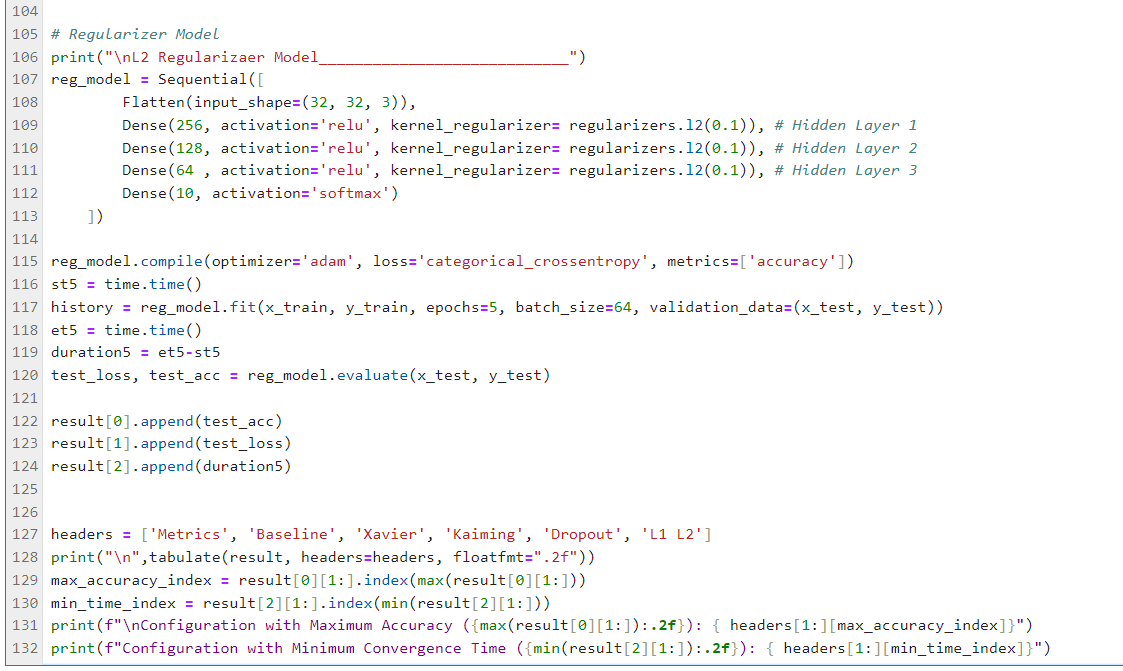 104
105 # Regularizer Model
106 print("\nL2 Regularizaer Model____________________________")
107 reg_model = Sequential([
108         Flatten(input_shape=(32, 32, 3)),
109         Dense(256, activation='relu', kernel_regularizer= regularizers.l2(0.1)), # Hidden Layer 1
110         Dense(128, activation='relu', kernel_regularizer= regularizers.l2(0.1)), # Hidden Layer 2
111         Dense(64 , activation='relu', kernel_regularizer= regularizers.l2(0.1)), # Hidden Layer 3
112         Dense(10, activation='softmax')
113     ])
114
115 reg_model.compile(optimizer='adam', loss='categorical_crossentropy', metrics=['accuracy'])
116 st5 = time.time()
117 history = reg_model.fit(x_train, y_train, epochs=5, batch_size=64, validation_data=(x_test, y_test))
118 et5 = time.time()
119 duration5 = et5-st5
120 test_loss, test_acc = reg_model.evaluate(x_test, y_test)
121
122 result[0].append(test_acc)
123 result[1].append(test_loss)
124 result[2].append(duration5)
125
126
127 headers = ['Metrics', 'Baseline', 'Xavier', 'Kaiming', 'Dropout', 'L1 L2']
128 print("\n",tabulate(result, headers=headers, floatfmt=".2f"))
129 max_accuracy_index = result[0][1:].index(max(result[0][1:]))
130 min_time_index = result[2][1:].index(min(result[2][1:]))
131 print(f"\nConfiguration with Maximum Accuracy ({max(result[0][1:]):.2f}): { headers[1:][max_accuracy_index]}")
132 print(f"Configuration with Minimum Convergence Time ({min(result[2][1:]):.2f}): { headers[1:][min_time_index]}")